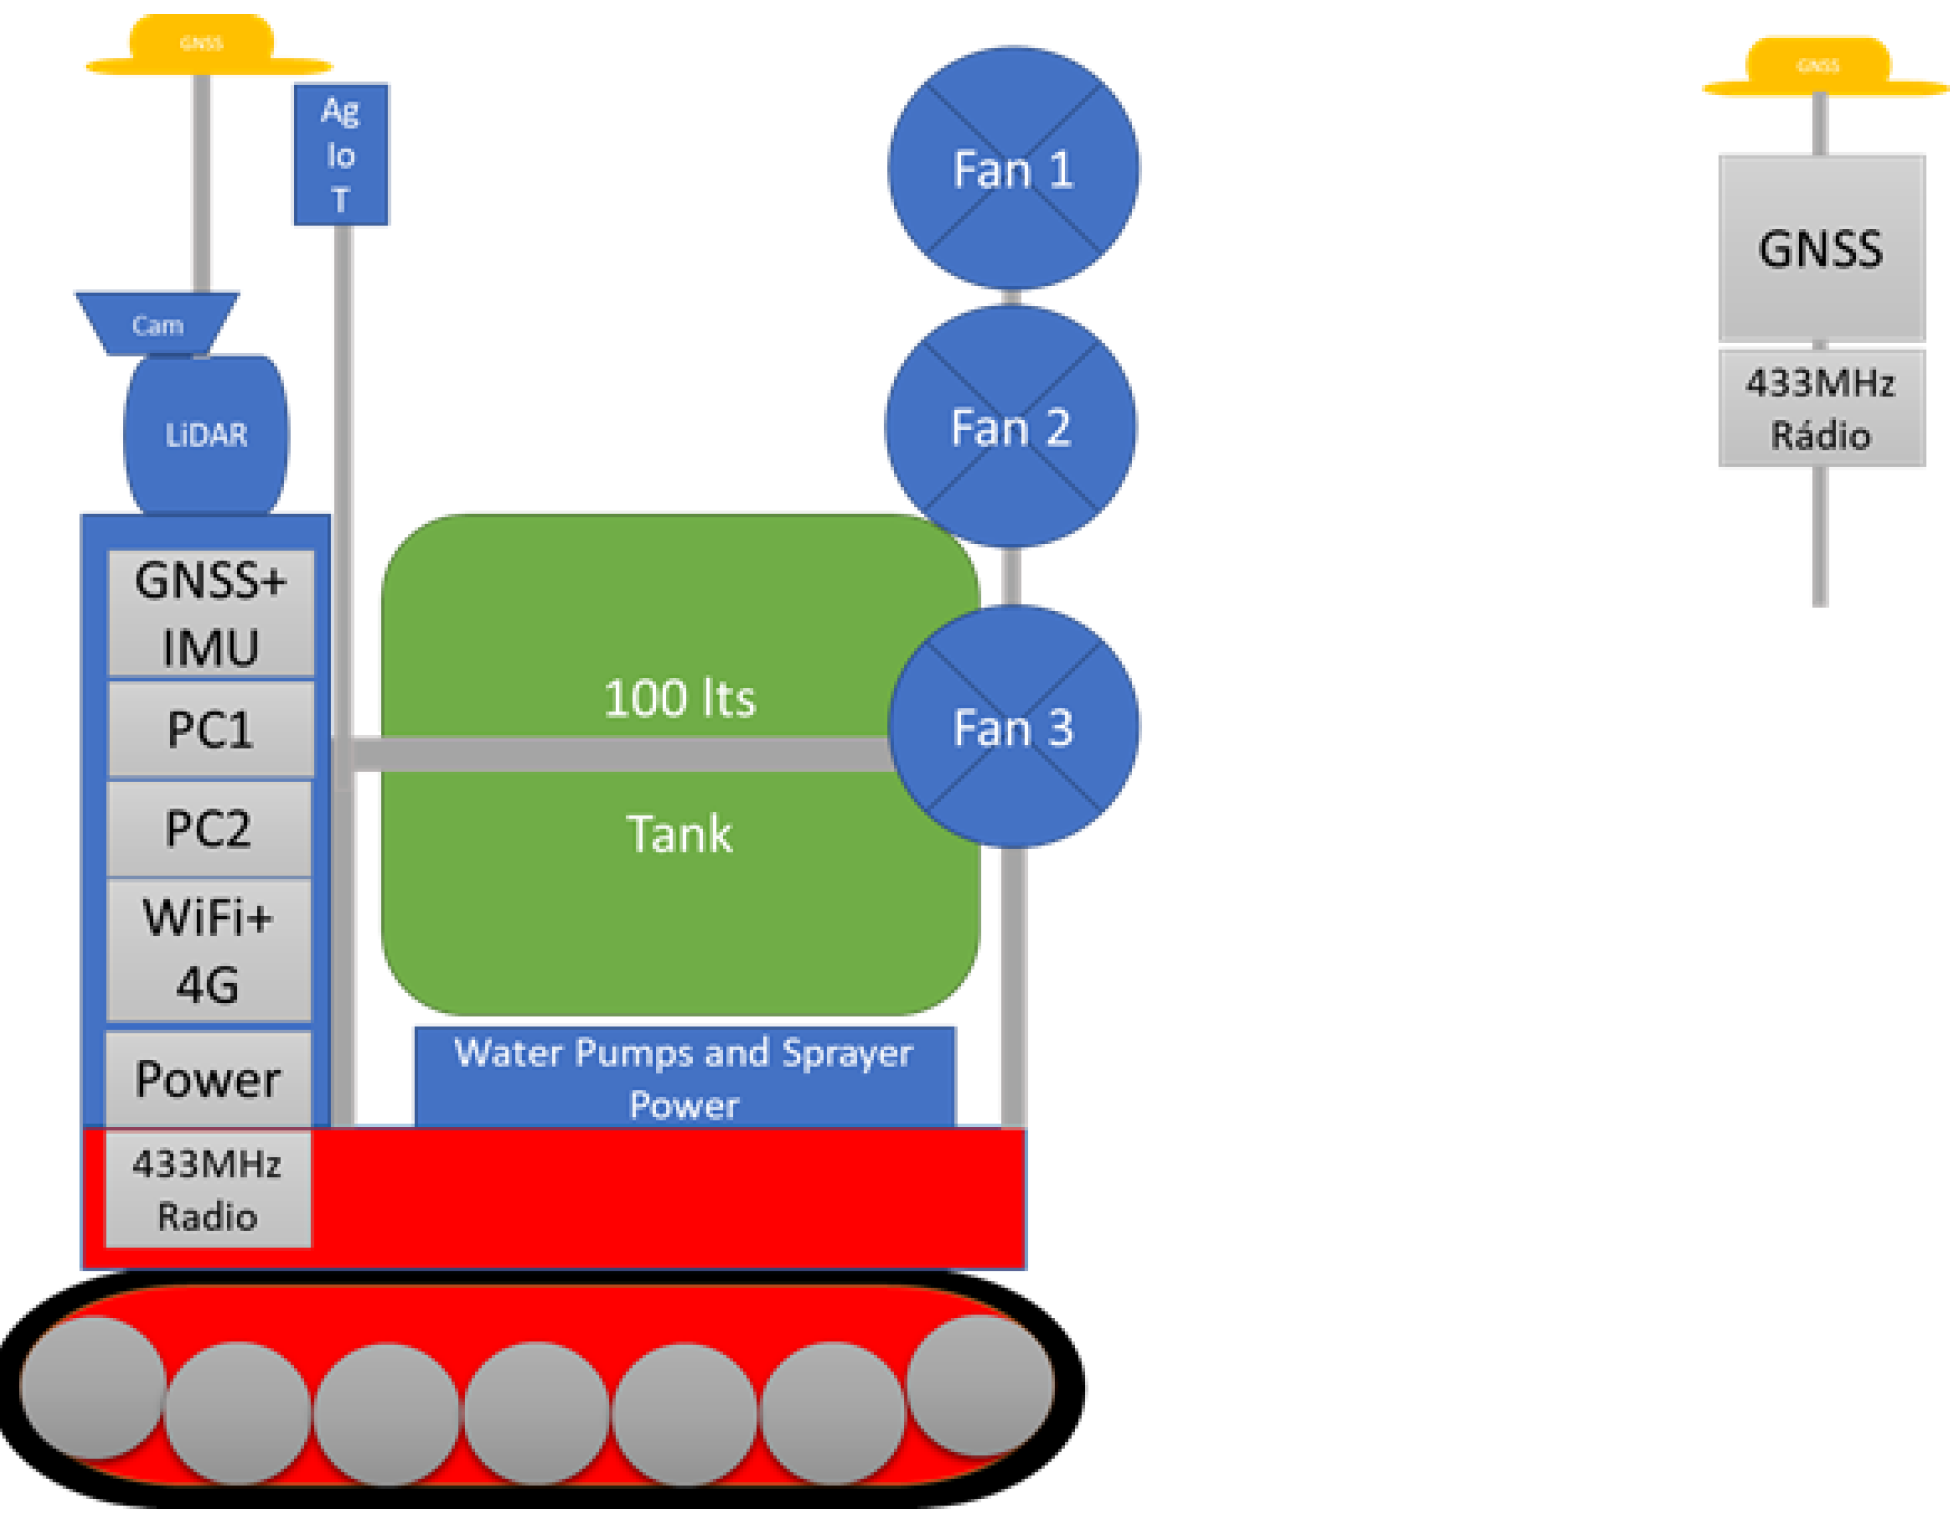 GNSS
Ag
Io
T
Cam
LiDAR
GNSS+
IMU
PC1
PC2
WiFi+
4G
Power
433MHz
Radio
100 lts
Tank
Water Pumps and Sprayer
Power
Fan 1
Fan 2
Fan 3
GNSS
GNSS
433MHz
Rádio